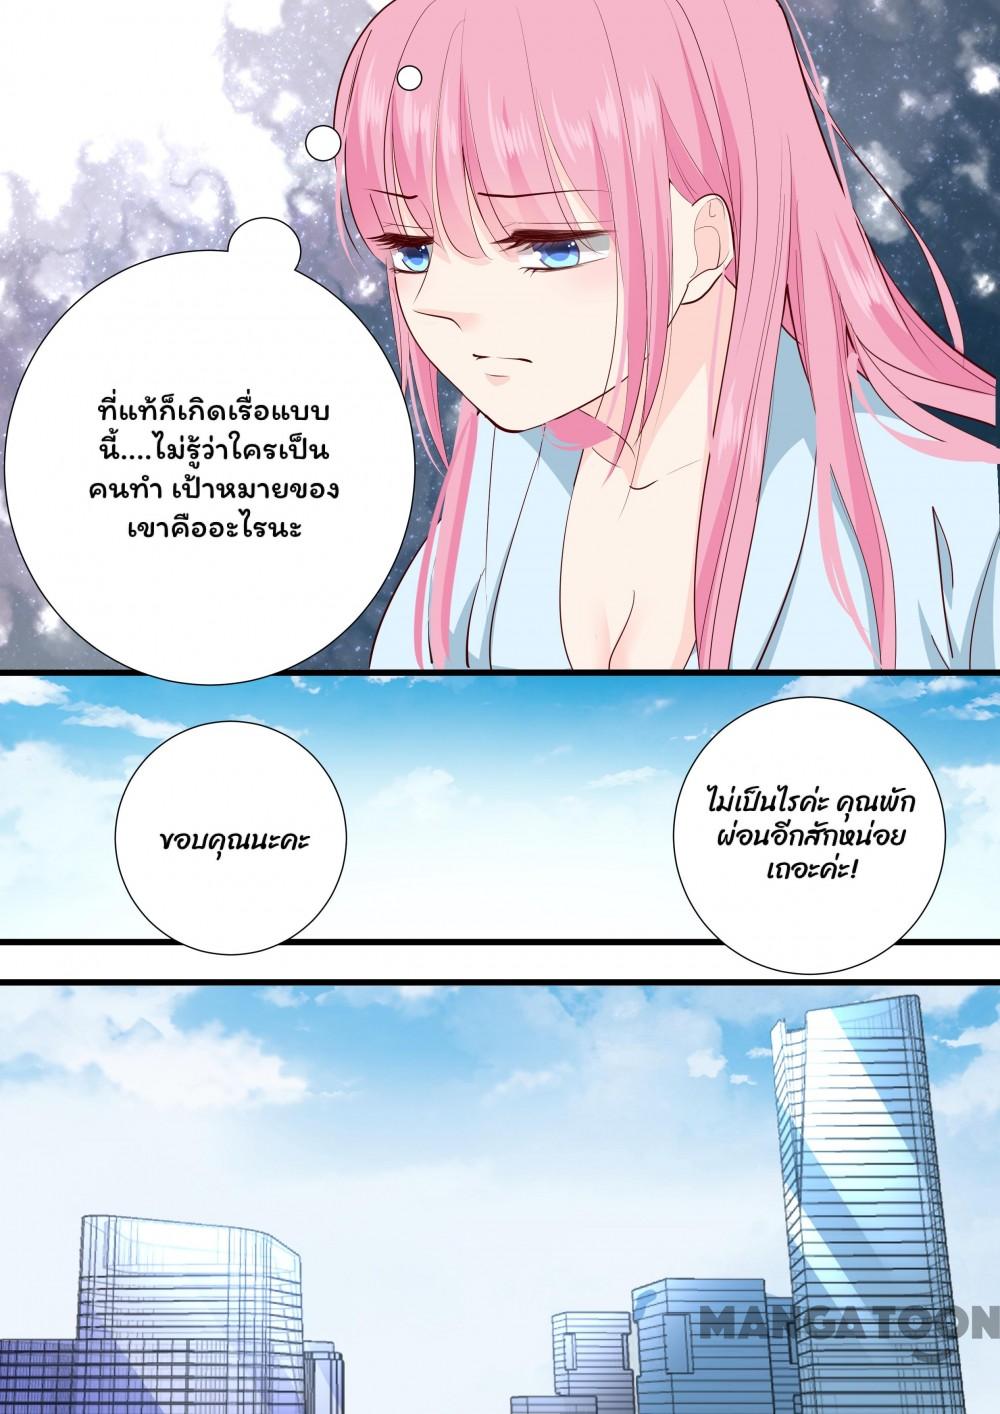 ที่แท้ก็เกิดเรื่อแบบ
นี้....ไม่รู้ว่าใครเป็น
คนทำ เป้าหมายของ
เขาคืออะไรนะ
ขอบคุณนะคะ
ไม่เป็นไรค่ะ คุณพัก
ผ่อนอีกสักหน่อย
เถอะค่ะ!
MANGATOON